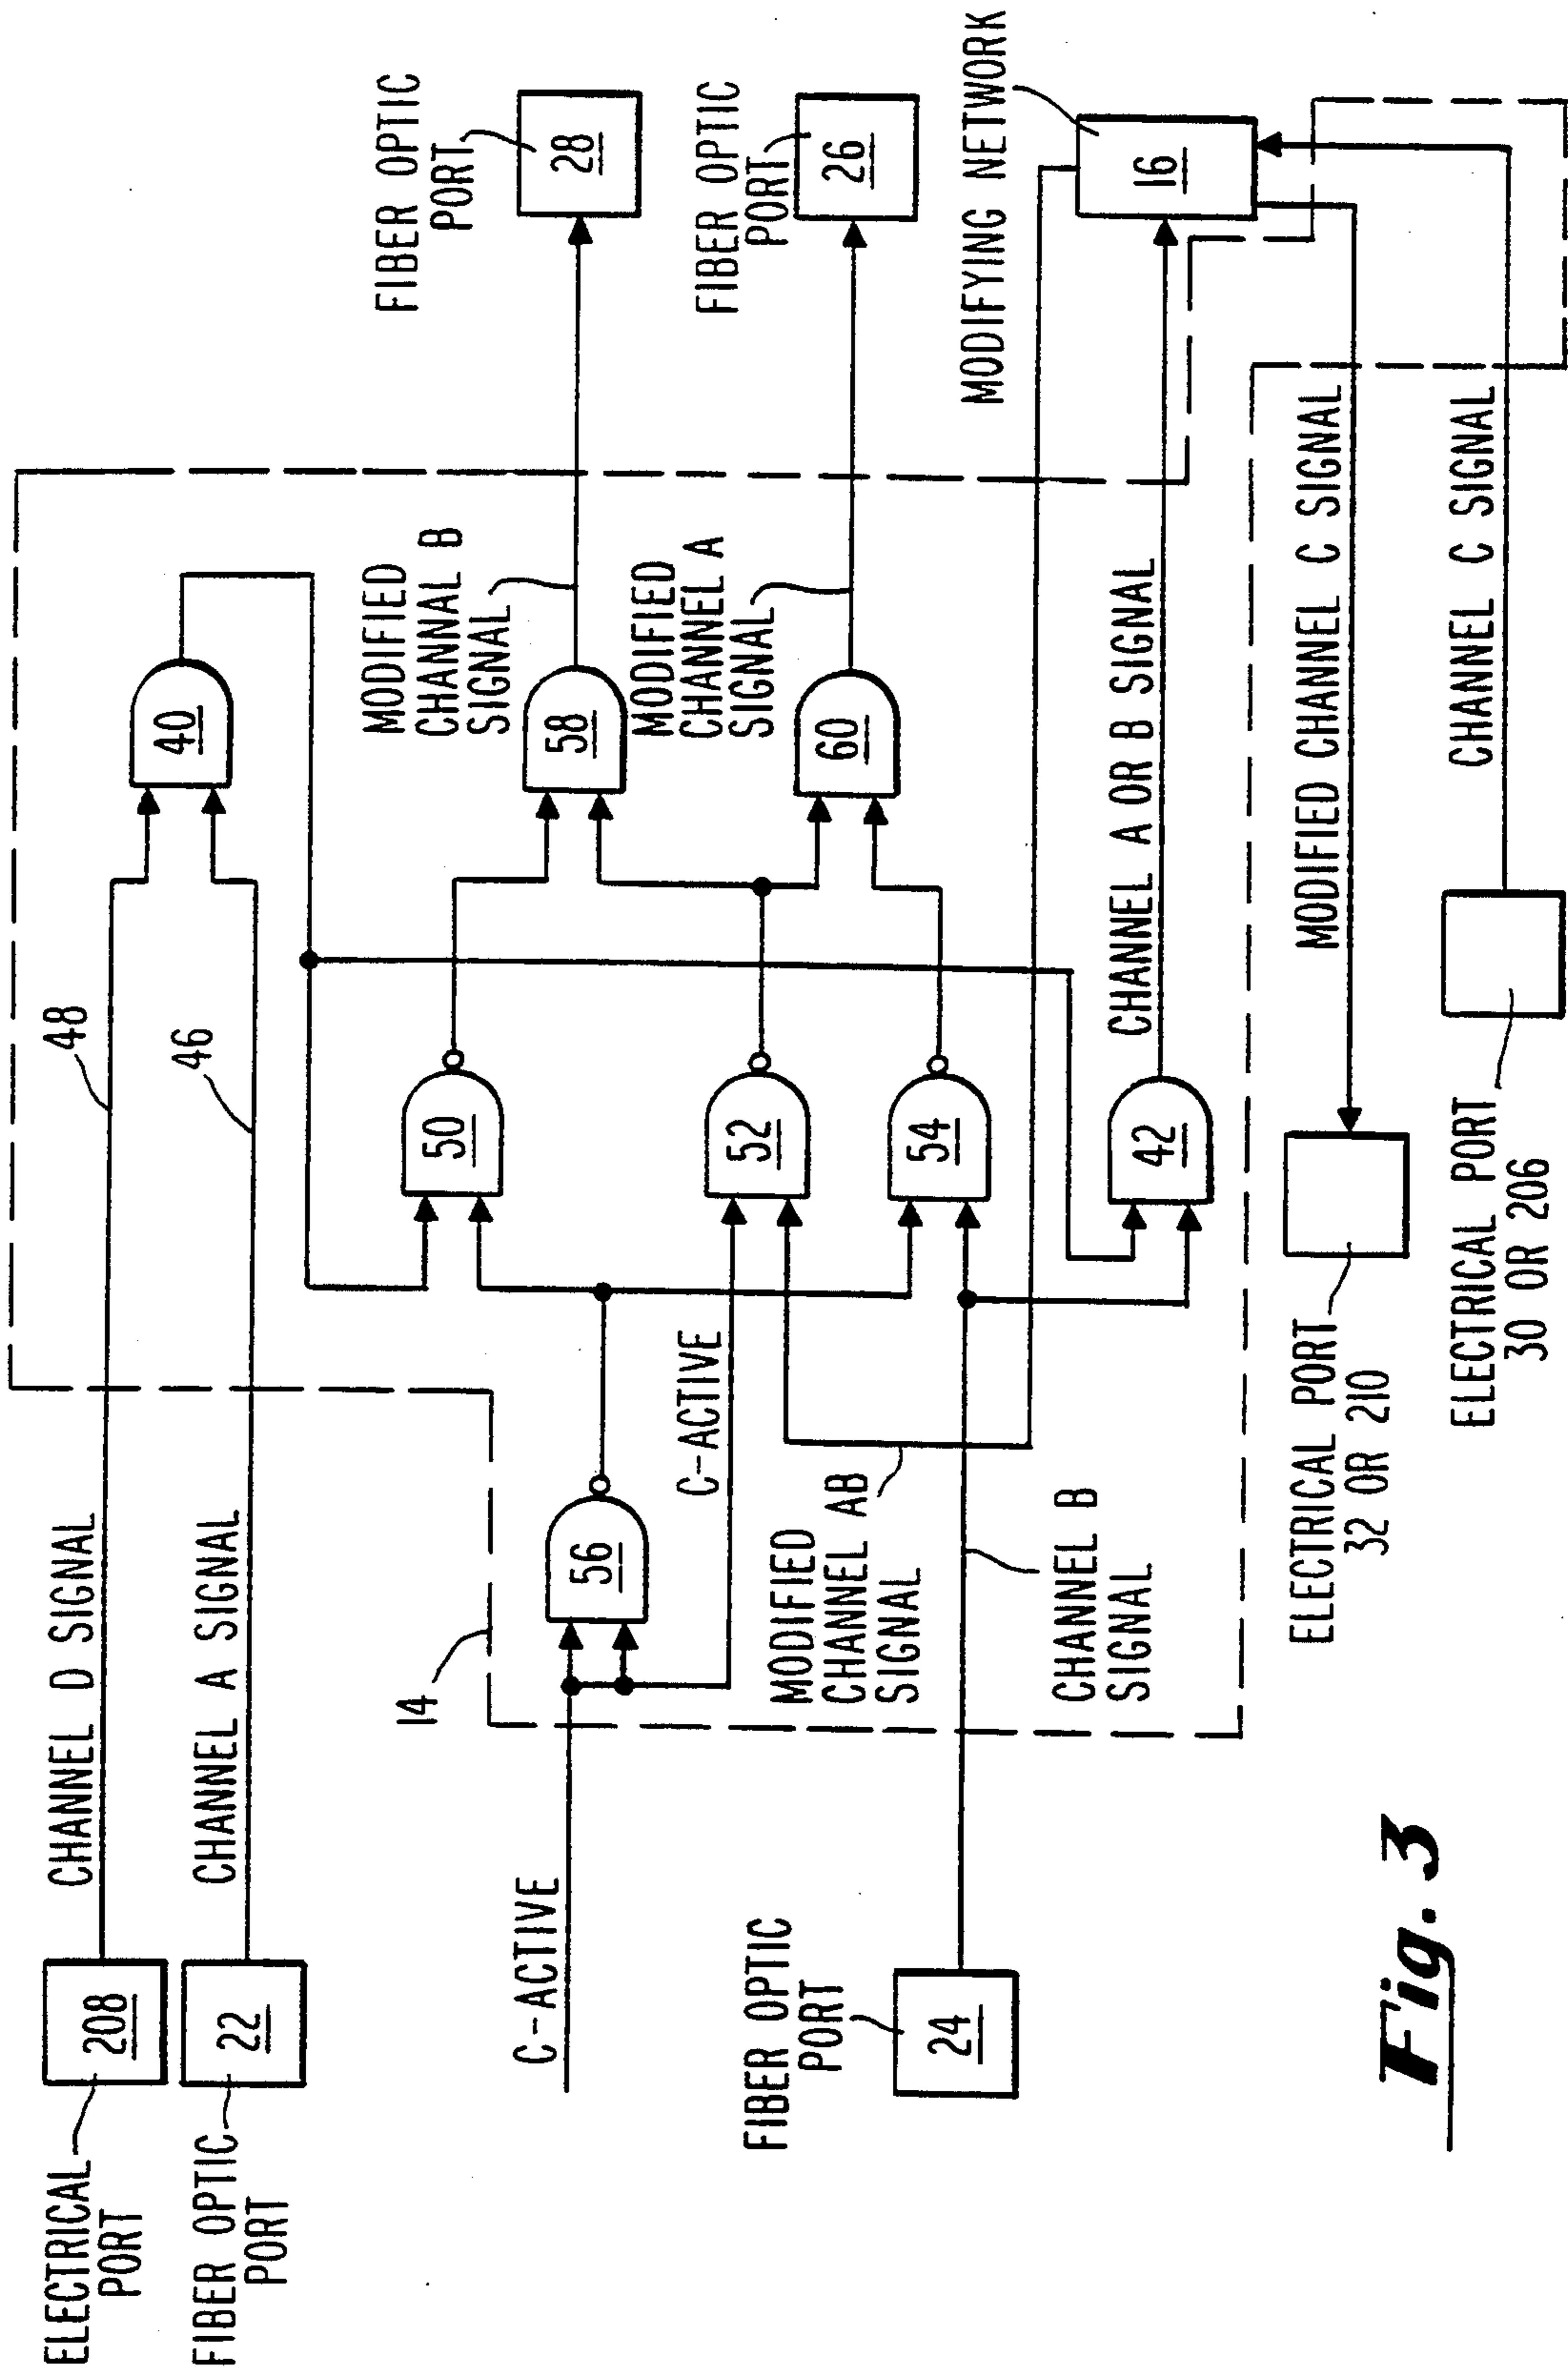 ELECTRICAL
PORT
208
CHANNEL D SIGNAL
48
40
FIBER OPTIC
PORT
22
CHANNEL A SIGNAL
46
FIBER OPTIC
PORT
28
MODIFIED
CHANNAL B
SIGNAL
58
50
14
C-ACTIVE
56
C-ACTIVE
52
MODIFIED
CHANNEL A
SIGNAL
60
FIBER OPTIC
PORT
26
FIBER OPTIC
PORT
24
MODIFIED
CHANNEL AB
SIGNAL
54
CHANNEL B
SIGNAL
42
CHANNEL A OR B SIGNAL
MODIFYING NETWORK
16
ELECTRICAL PORT
32 OR 210
MODIFIED CHANNEL C SIGNAL
ELECTRICAL PORT
30 OR 206
CHANNEL C SIGNAL
Fig. 3